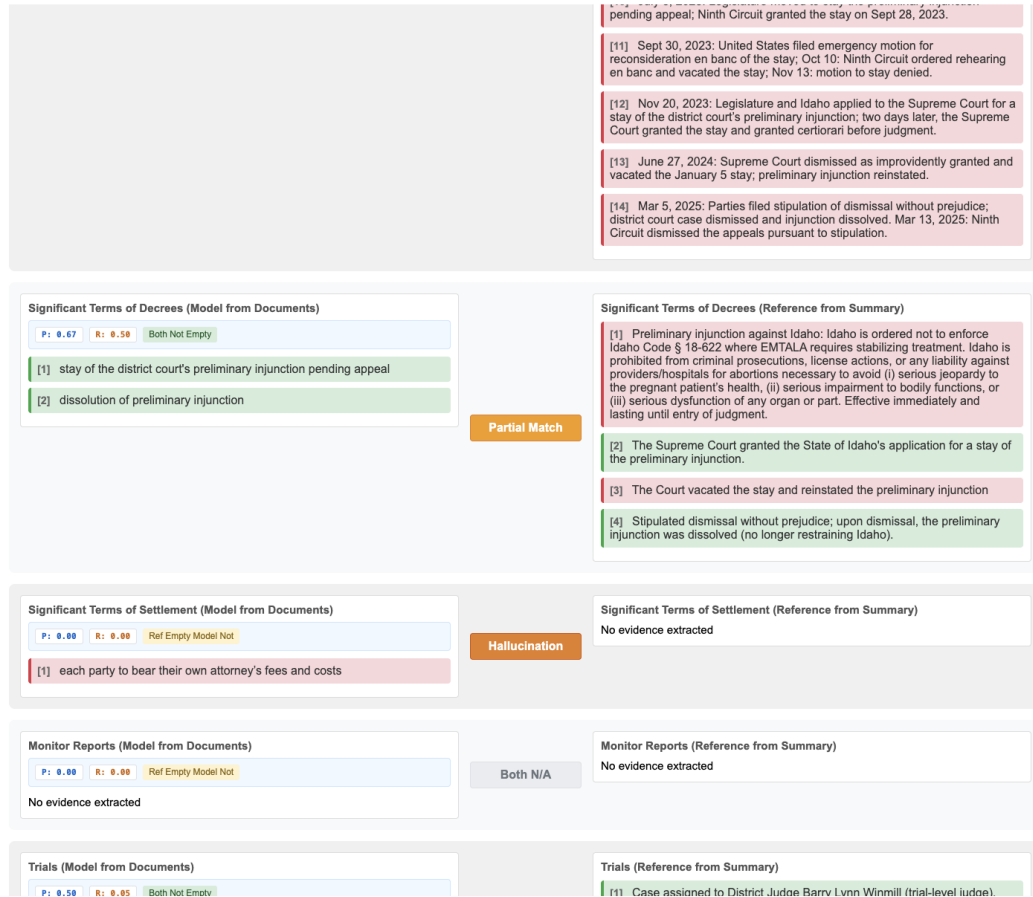 pending appeal; Ninth Circuit granted the stay on Sept 28, 2023.
[11] Sept 30, 2023: United States filed emergency motion for
reconsideration en banc of the stay; Oct 10: Ninth Circuit ordered rehearing
en banc and vacated the stay; Nov 13: motion to stay denied.
[12] Nov 20, 2023: Legislature and Idaho applied to the Supreme Court for a
stay of the district court's preliminary injunction; two days later, the Supreme
Court granted the stay and granted certiorari before judgment.
[13] June 27, 2024: Supreme Court dismissed as improvidently granted and
vacated the January 5 stay; preliminary injunction reinstated.
[14] Mar 5, 2025: Parties filed stipulation of dismissal without prejudice;
district court case dismissed and injunction dissolved. Mar 13, 2025: Ninth
Circuit dismissed the appeals pursuant to stipulation.
Significant Terms of Decrees (Model from Documents)
P: 0.67 R: 0.50 Both Not Empty
[1] stay of the district court's preliminary injunction pending appeal
[2] dissolution of preliminary injunction
Partial Match
Significant Terms of Decrees (Reference from Summary)
[1] Preliminary injunction against Idaho: Idaho is ordered not to enforce
Idaho Code § 18-622 where EMTALA requires stabilizing treatment. Idaho is
prohibited from criminal prosecutions, license actions, or any liability against
providers/hospitals for abortions necessary to avoid (i) serious jeopardy to
the pregnant patient's health, (ii) serious impairment to bodily functions, or
(iii) serious dysfunction of any organ or part. Effective immediately and
lasting until entry of judgment.
[2] The Supreme Court granted the State of Idaho's application for a stay of
the preliminary injunction.
[3] The Court vacated the stay and reinstated the preliminary injunction
[4] Stipulated dismissal without prejudice; upon dismissal, the preliminary
injunction was dissolved (no longer restraining Idaho).
Significant Terms of Settlement (Model from Documents)
P: 0.00 R: 0.00 Ref Empty Model Not
[1] each party to bear their own attorney's fees and costs
Hallucination
Significant Terms of Settlement (Reference from Summary)
No evidence extracted
Monitor Reports (Model from Documents)
P: 0.00 R: 0.00 Ref Empty Model Not
No evidence extracted
Both N/A
Monitor Reports (Reference from Summary)
No evidence extracted
Trials (Model from Documents)
P: 0.50 R: 0.05 Both Not Empty
Trials (Reference from Summary)
[1] Case assigned to District Judge Barry Lynn Winmill (trial-level judge).